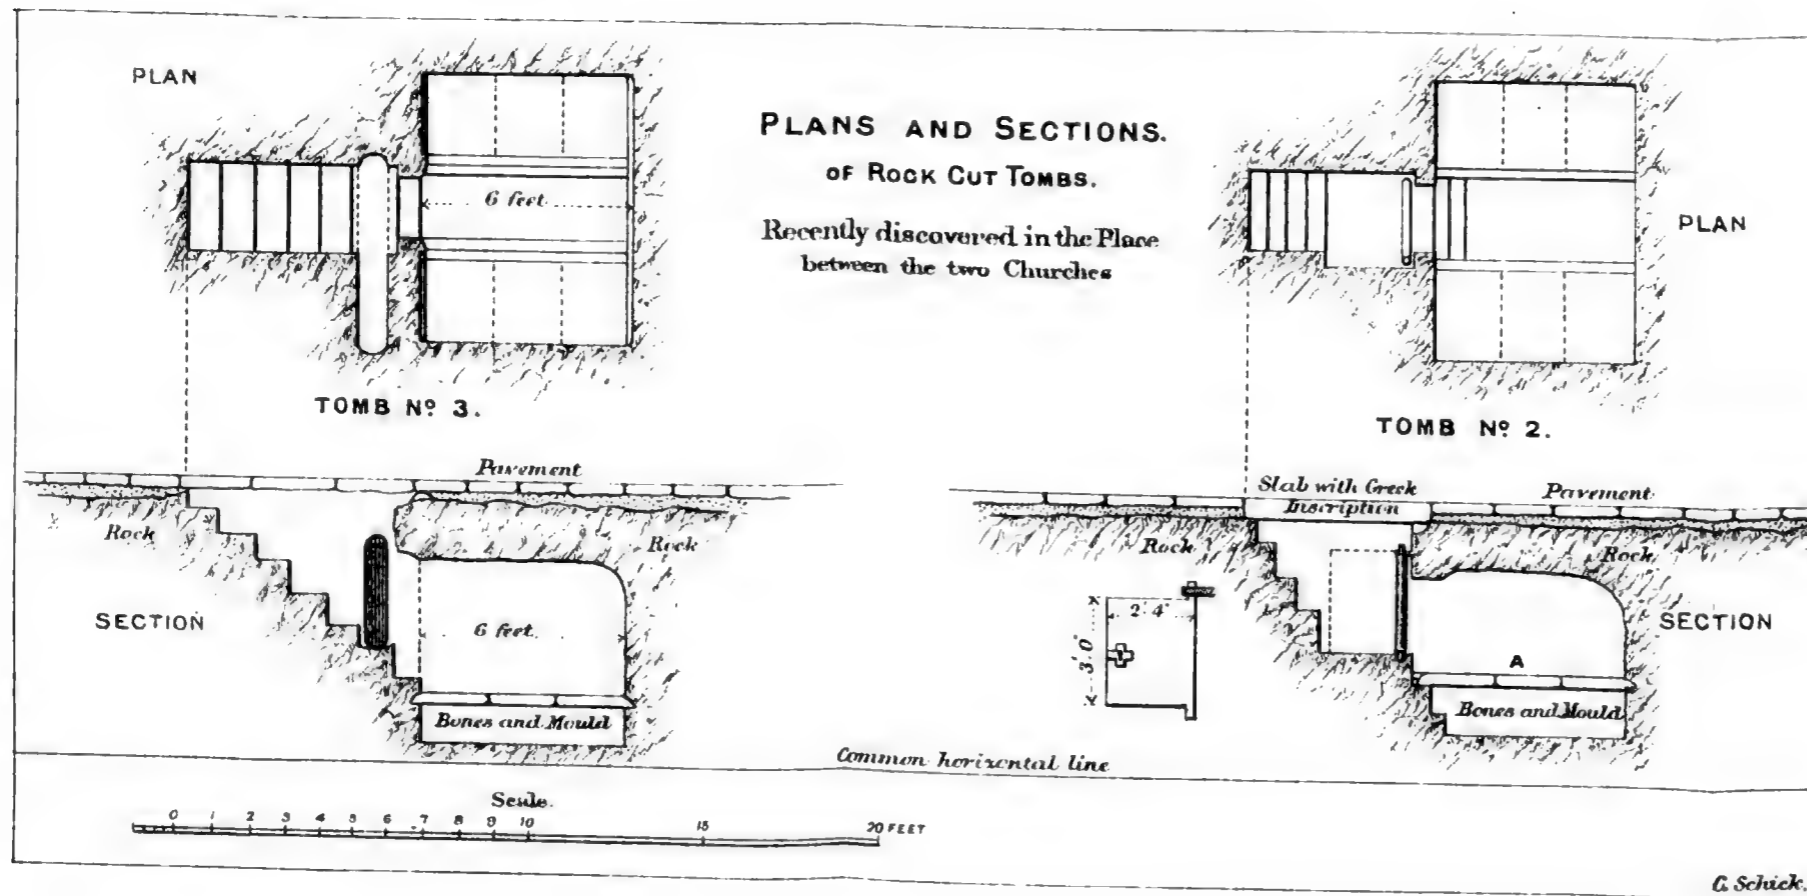 PLAN
PLANS AND SECTIONS.
OF ROCK CUT TOMBS.
Recently discovered in the Place
between the two Churches
6 feet
PLAN
TOMB Nº 3.
TOMB Nº 2.
Pavement
Slab with Greek
Inscription
Pavement
Rock
Rock
Rock
Rock
SECTION
6 feet
2'.4"
3'.0"
A
SECTION
Bones and Mould
Bones and Mould
Common horizontal line
Scale.
0 1 2 3 4 5 6 7 8 9 10 15 20 FEET
C. Schick.